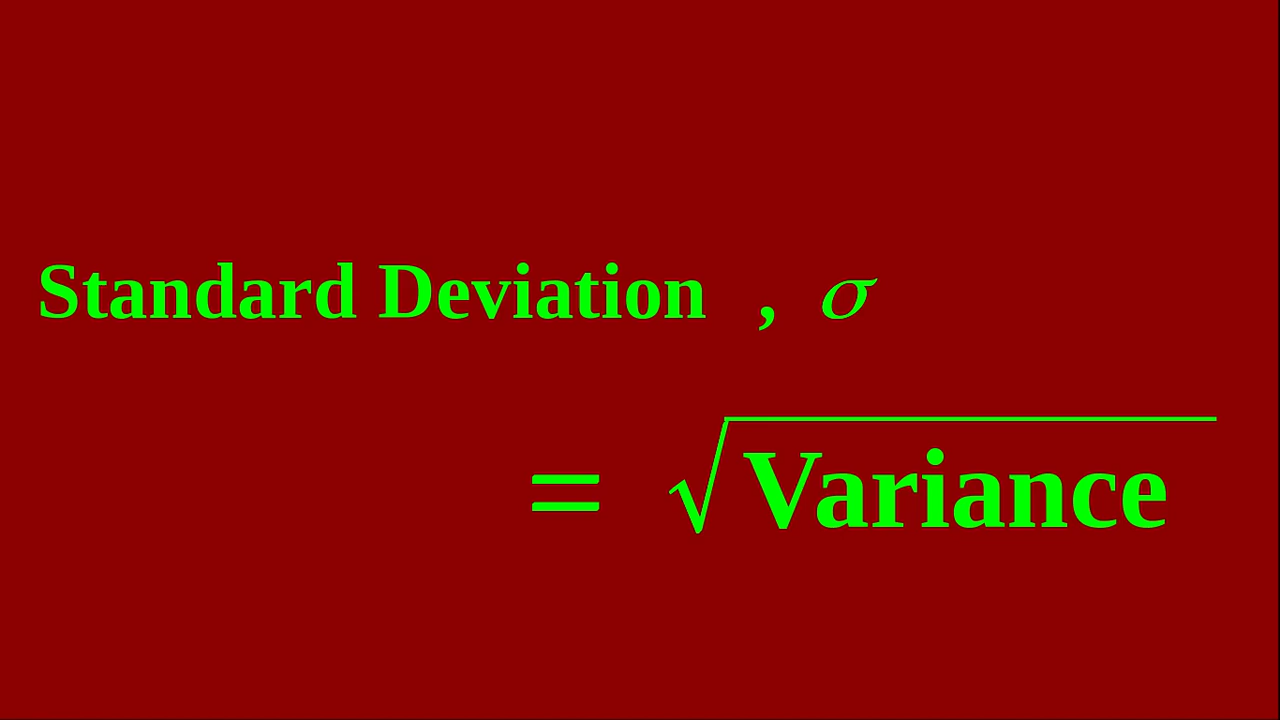 Standard Deviation , σ
= √Variance